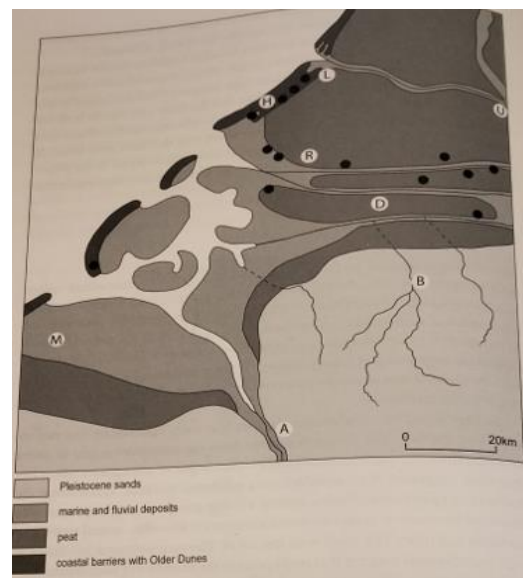 L
H
U
R
D
B
M
A
0 20km
Pleistocene sands
marine and fluvial deposits
peat
coastal barriers with Older Dunes